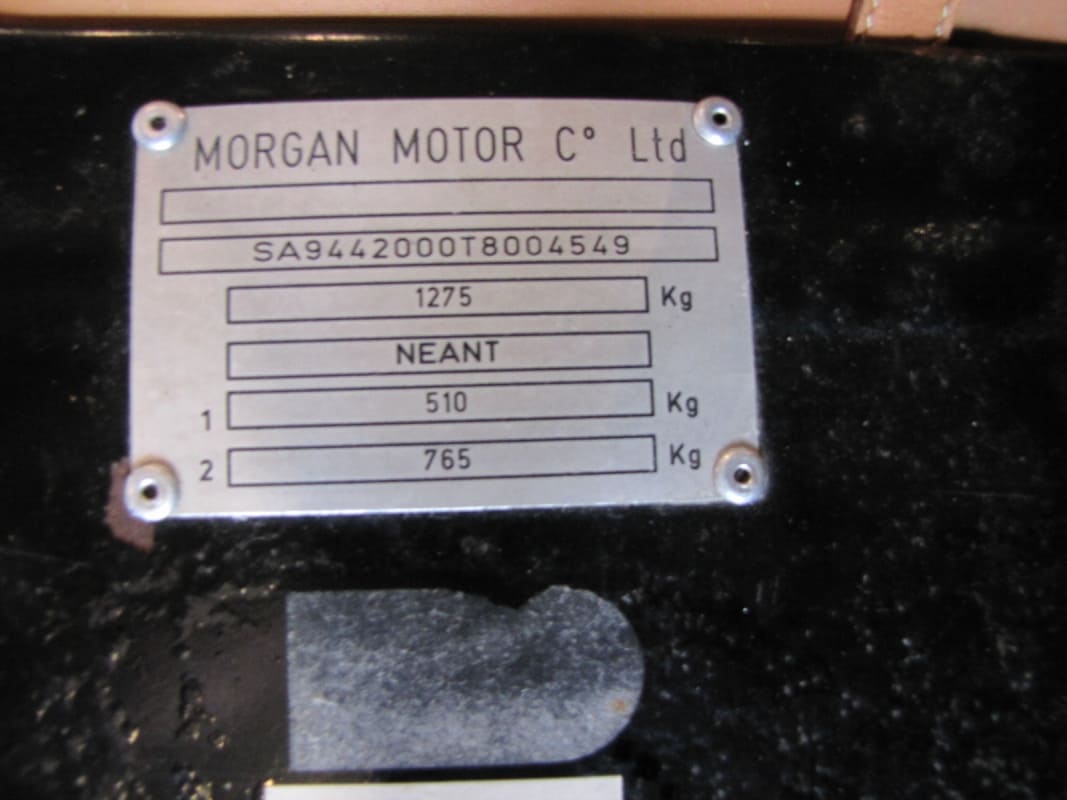 MORGAN MOTOR C° Ltd
SA9442000T8004549
1275 Kg
NEANT
1 510 Kg
2 765 Kg